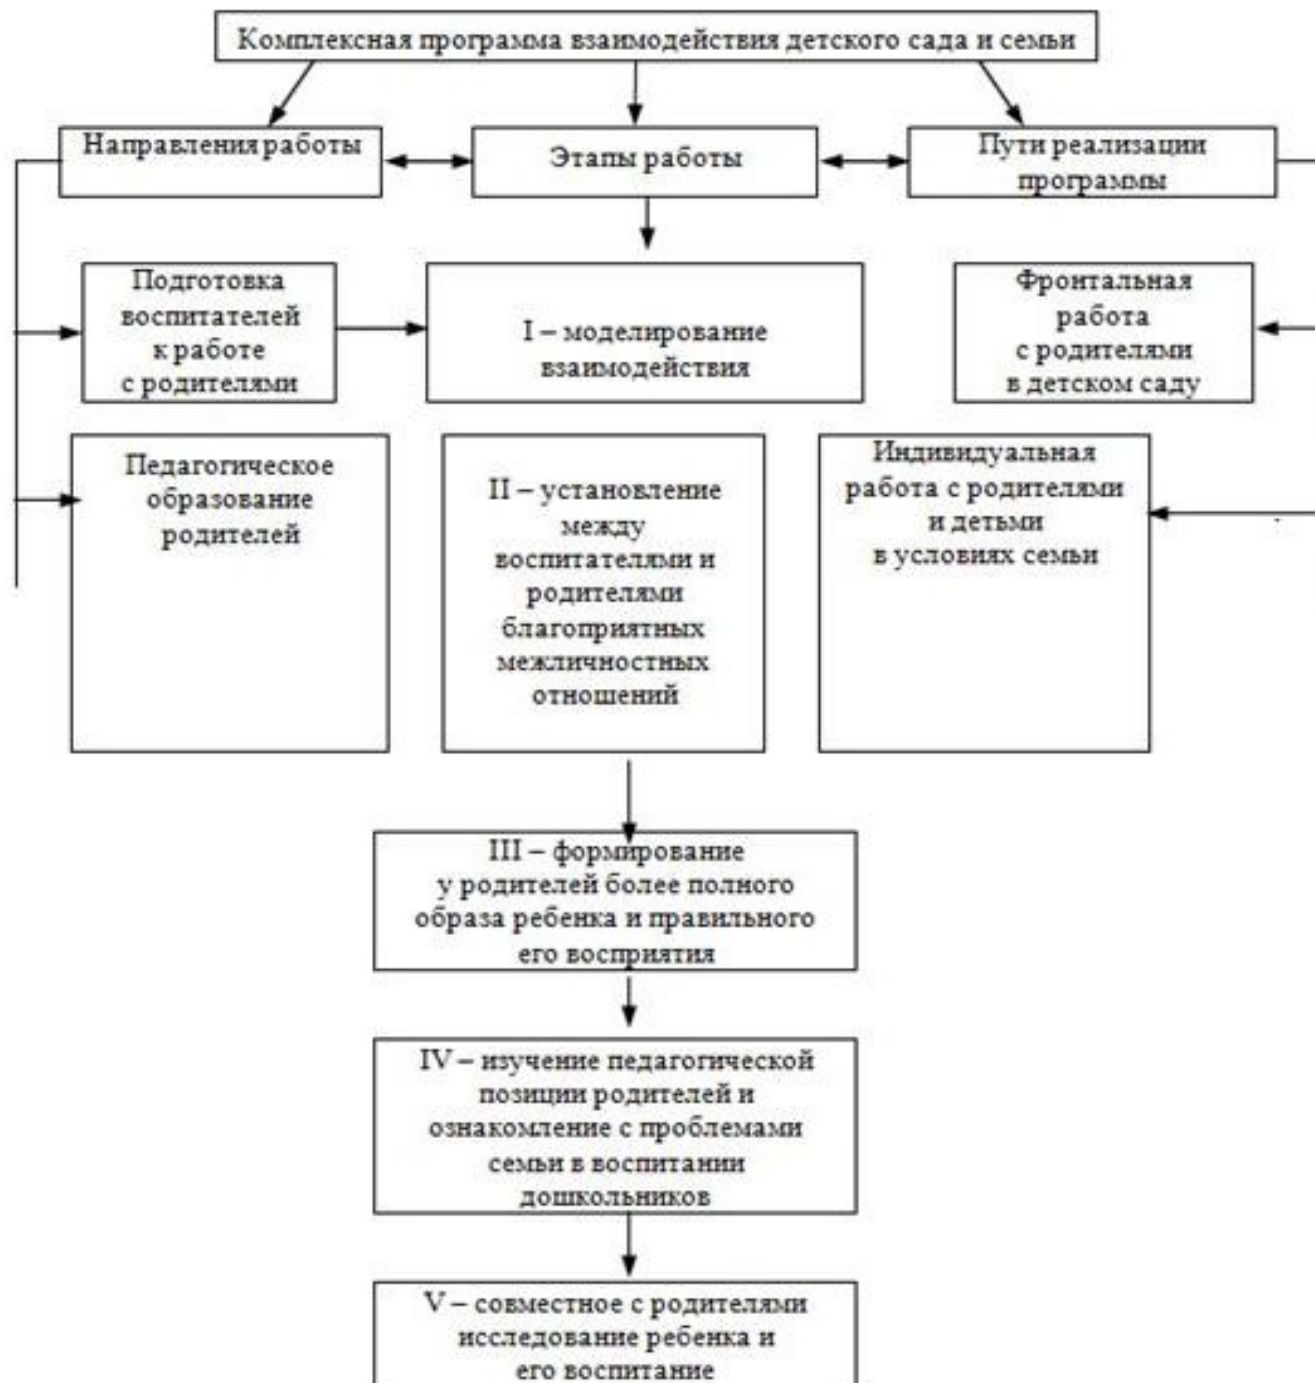 Комплексная программа взаимодействия детского сада и семьи
Направления работы
Этапы работы
Пути реализации
программы
Подготовка
воспитателей
к работе
с родителями
I – моделирование
взаимодействия
Фронтальная
работа
с родителями
в детском саду
Педагогическое
образование
родителей
II – установление
между
воспитателями и
родителями
благоприятных
межличностных
отношений
Индивидуальная
работа с родителями
и детьми
в условиях семьи
III – формирование
у родителей более полного
образа ребенка и правильного
его восприятия
IV – изучение педагогической
позиции родителей и
ознакомление с проблемами
семьи в воспитании
дошкольников
V – совместное с родителями
исследование ребенка и
его воспитание